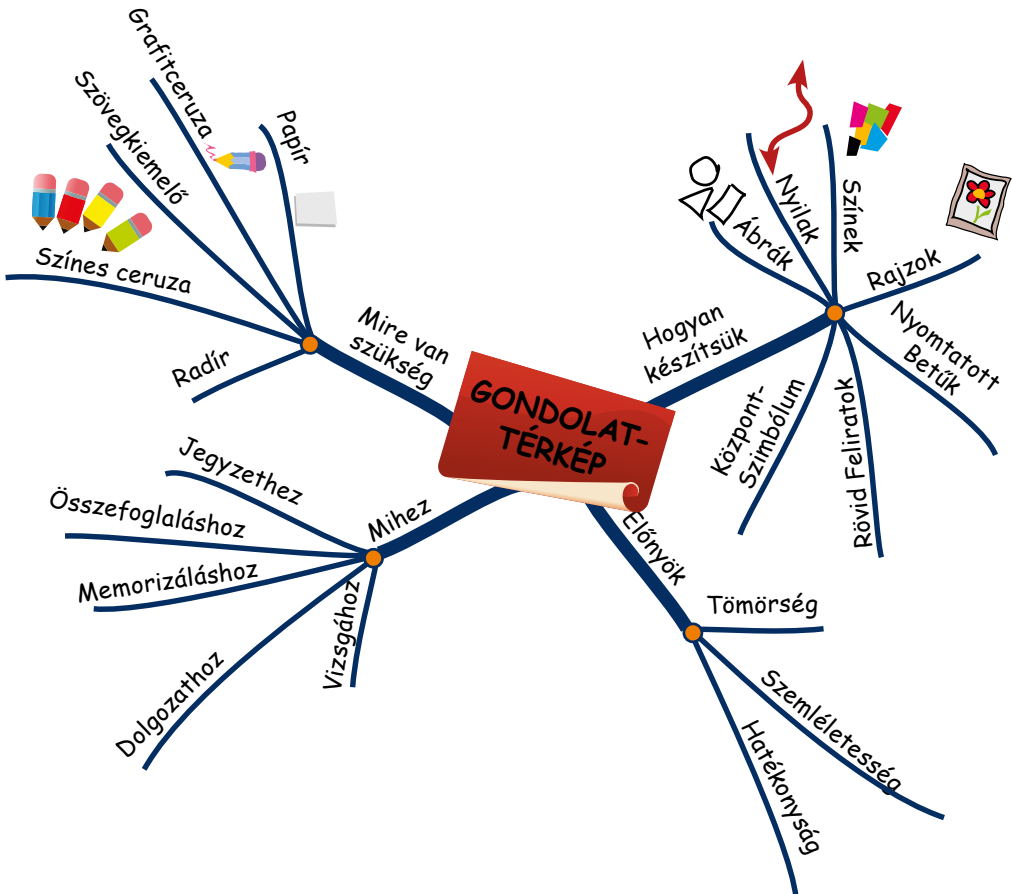 GONDOLAT-
TÉRKÉP
Mire van
szükség
Papír
Grafitceruza
Szövegkiemelő
Színes ceruza
Radír
Hogyan
készítsük
Ábrák
Nyilak
Színek
Rajzok
Nyomtatott
Betűk
Rövid Feliratok
Központ-
Szimbólum
Előnyök
Tömörség
Szemléletesség
Hatékonyság
Mihez
Jegyzethez
Összefoglaláshoz
Memorizáláshoz
Dolgozathoz
Vizsgához